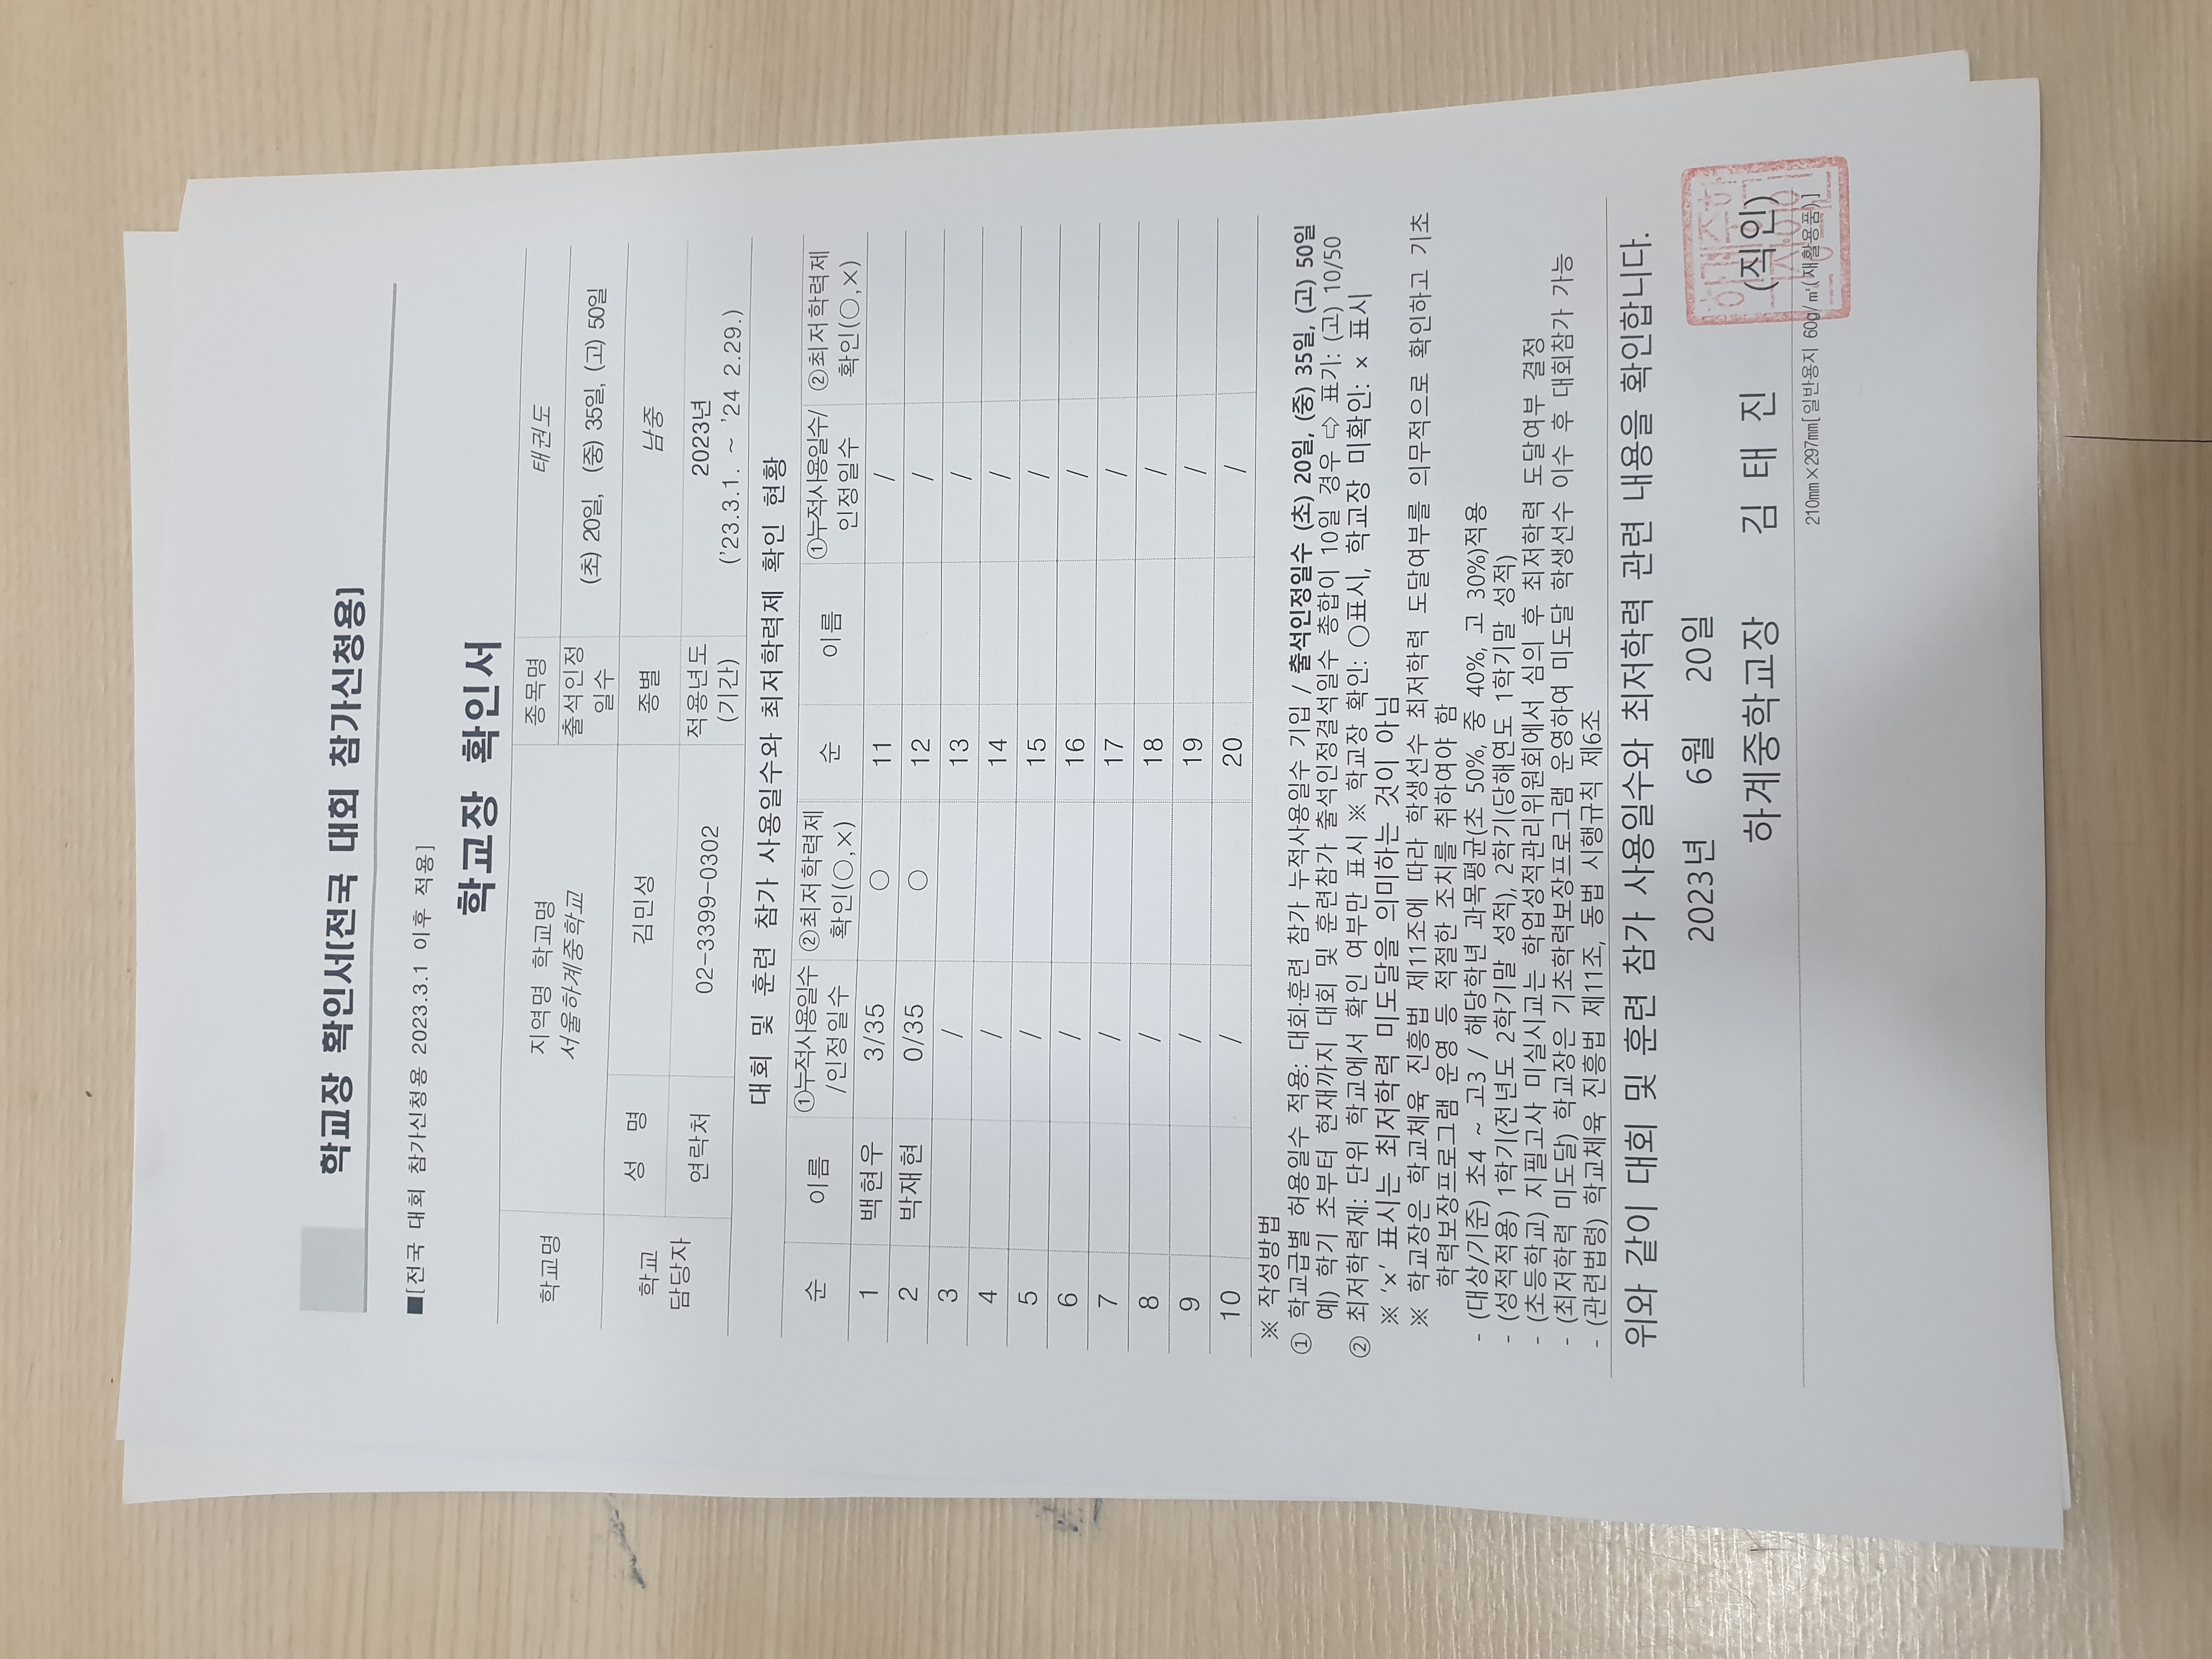 학교장 확인서[전국 대회 참가신청용]
■[전국 대회 참가신청용 2023.3.1 이후 적용]
학교장 확인서
학교명 지역명 학교명 종목명 태권도
서울하계중학교 출석인정 일수 (초) 20일, (중) 35일, (고) 50일
학교 담당자 성 명 김민성 종별 남중
연락처 02-3399-0302 적용년도 (기간) 2023년
('23.3.1. ~ '24 2.29.)
대회 및 훈련 참가 사용일수와 최저학력제 확인 현황
순 이름 ①누적사용일수 /인정일수 ②최저학력제 확인(○,×) 순 이름 ①누적사용일수/ 인정일수 ②최저학력제 확인(○,×)
1 백현우 3/35 ○ 11 /
2 박재현 0/35 ○ 12 /
3 / 13 /
4 / 14 /
5 / 15 /
6 / 16 /
7 / 17 /
8 / 18 /
9 / 19 /
10 / 20 /
※ 작성방법
① 학교급별 허용일수 적용: 대회·훈련 참가 누적사용일수 기입 / 출석인정일수 (초) 20일, (중) 35일, (고) 50일
예) 학기 초부터 현재까지 대회 및 훈련참가 출석인정결석일수 총합이 10일 경우 ⇨ 표기: (고) 10/50
② 최저학력제: 단위 학교에서 확인 여부만 표시 ※ 학교장 확인: ○표시, 학교장 미확인: × 표시
※ '×' 표시는 최저학력 미도달을 의미하는 것이 아님
※ 학교장은 학교체육 진흥법 제11조에 따라 학생선수 최저학력 도달여부를 의무적으로 확인하고 기초
학력보장프로그램 운영 등 적절한 조치를 취하여야 함
- (대상/기준) 초4 ~ 고3 / 해당학년 과목평균(초 50%, 중 40%, 고 30%)적용
- (성적적용) 1학기(전년도 2학기말 성적), 2학기(당해연도 1학기말 성적)
- (초등학교) 지필고사 미실시교는 학업성적관리위원회에서 심의 후 최저학력 도달여부 결정
- (최저학력 미도달) 학교장은 기초학력보장프로그램 운영하여 미도달 학생선수 이수 후 대회참가 가능
- (관련법령) 학교체육 진흥법 제11조, 동법 시행규칙 제6조
위와 같이 대회 및 훈련 참가 사용일수와 최저학력 관련 내용을 확인합니다.
2023년 6월 20일
하계중학교장 김 태 진 (직인)
210mm×297mm[일반용지 60g/㎡(재활용품)]